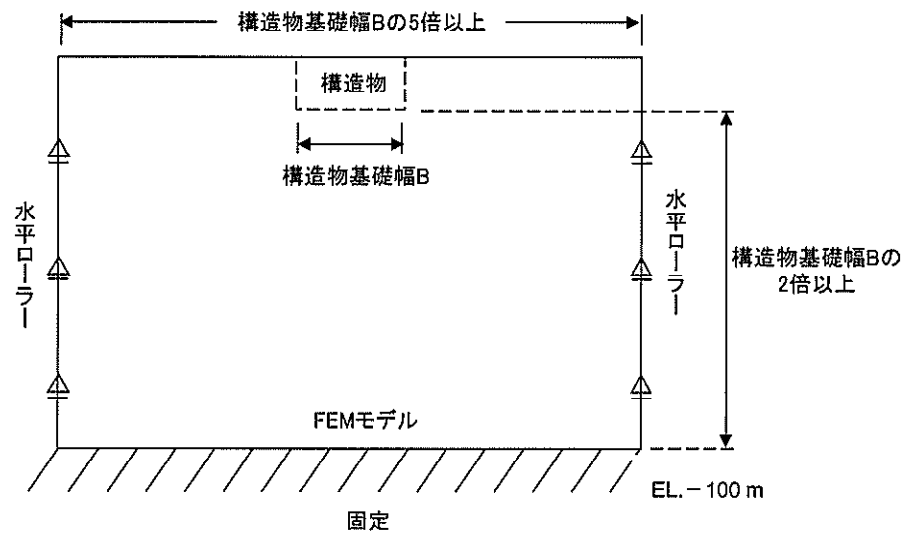 構造物基礎幅Bの5倍以上
構造物
構造物基礎幅B
水平ローラー
水平ローラー
構造物基礎幅Bの
2倍以上
FEMモデル
EL.－100 m
固定